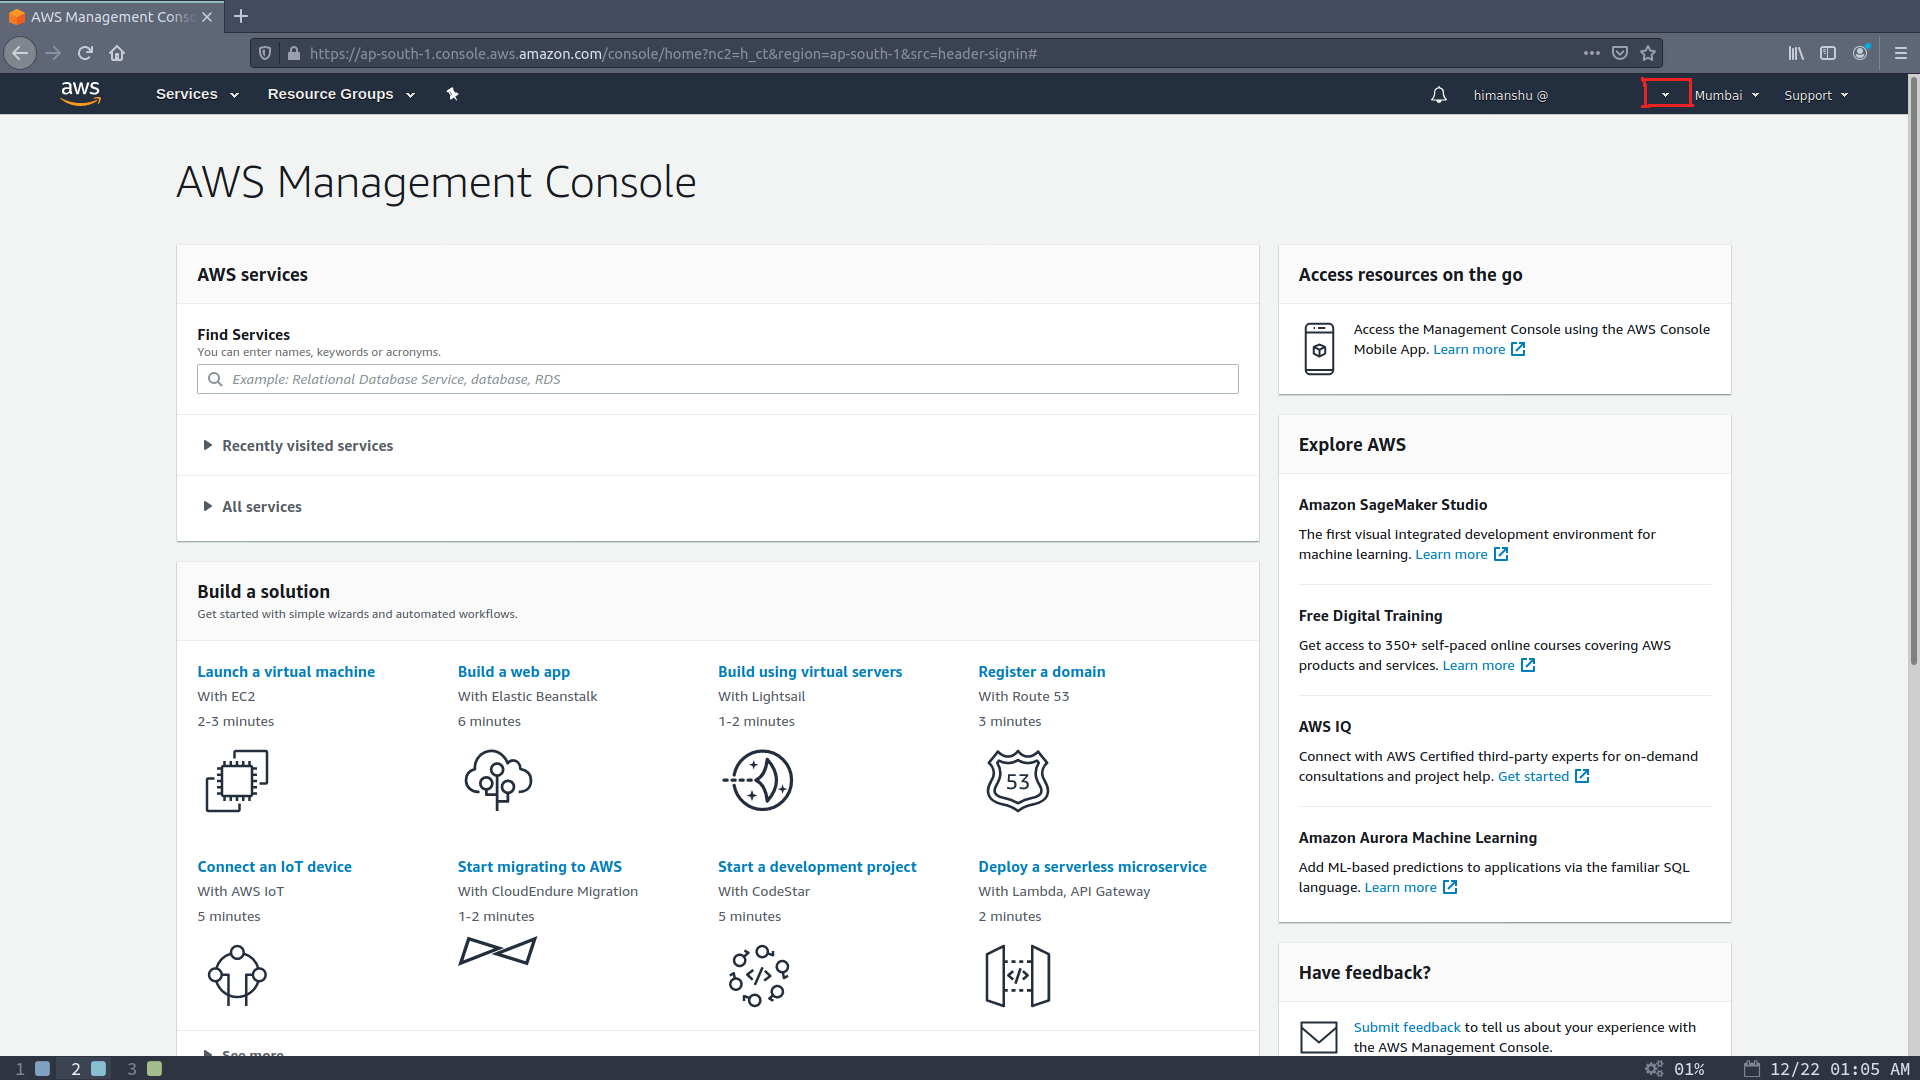 AWS Management Conso
https://ap-south-1.console.aws.amazon.com/console/home?nc2=h_ct&region=ap-south-1&src=header-signin#
aws Services Resource Groups himanshu @ Mumbai Support
AWS Management Console
AWS services
Find Services
You can enter names, keywords or acronyms.
Example: Relational Database Service, database, RDS
Recently visited services
All services
Build a solution
Get started with simple wizards and automated workflows.
Launch a virtual machine
With EC2
2-3 minutes
Build a web app
With Elastic Beanstalk
6 minutes
Build using virtual servers
With Lightsail
1-2 minutes
Register a domain
With Route 53
3 minutes
53
Connect an IoT device
With AWS IoT
5 minutes
Start migrating to AWS
With CloudEndure Migration
1-2 minutes
Start a development project
With CodeStar
5 minutes
</>
Deploy a serverless microservice
With Lambda, API Gateway
2 minutes
</>
See more
Access resources on the go
Access the Management Console using the AWS Console
Mobile App. Learn more
Explore AWS
Amazon SageMaker Studio
The first visual integrated development environment for
machine learning. Learn more
Free Digital Training
Get access to 350+ self-paced online courses covering AWS
products and services. Learn more
AWS IQ
Connect with AWS Certified third-party experts for on-demand
consultations and project help. Get started
Amazon Aurora Machine Learning
Add ML-based predictions to applications via the familiar SQL
language. Learn more
Have feedback?
Submit feedback to tell us about your experience with
the AWS Management Console.
1 2 3 01% 12/22 01:05 AM